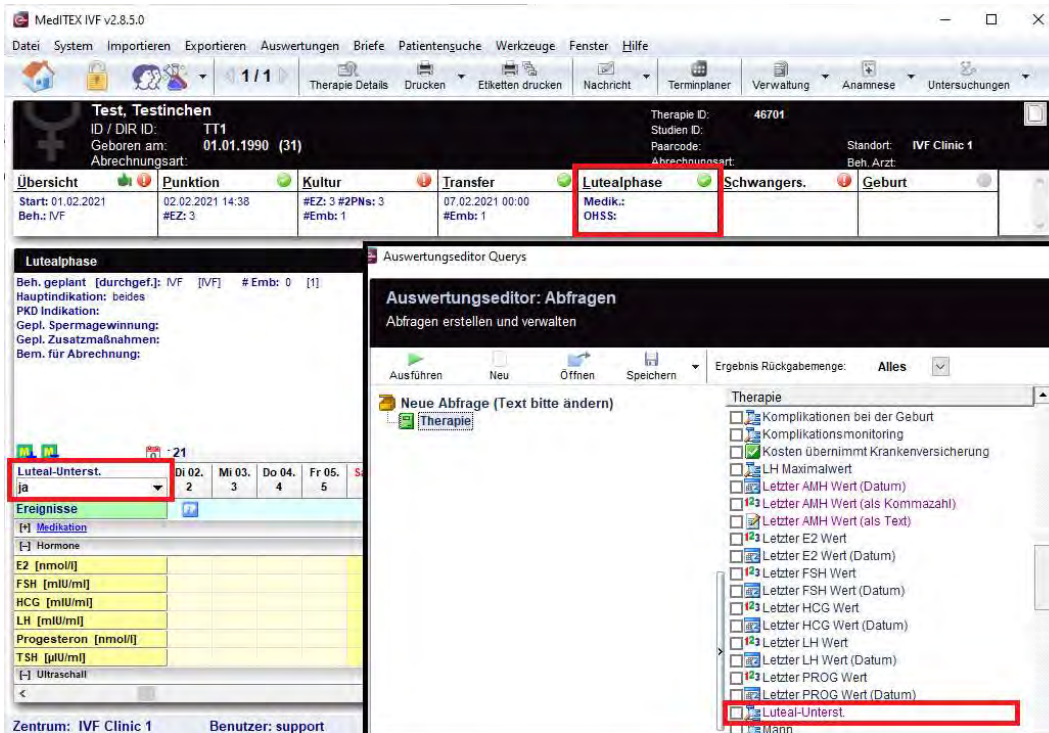 MedITEX IVF v2.8.5.0
Datei System Importieren Exportieren Auswertungen Briefe Patientensuche Werkzeuge Fenster Hilfe
1 / 1
Therapie Details Drucken Etiketten drucken Nachricht Terminplaner Verwaltung Anamnese Untersuchungen
Test, Testinchen
ID / DIR ID: TT1
Geboren am: 01.01.1990 (31)
Abrechnungsart:
Therapie ID: 46701
Studien ID:
Paarcode:
Abrechnungsart:
Standort: IVF Clinic 1
Beh. Arzt:
Übersicht
Start: 01.02.2021
Beh.: IVF
Punktion
02.02.2021 14:38
#EZ: 3
Kultur
#EZ: 3 #2PNs: 3
#Emb: 1
Transfer
07.02.2021 00:00
#Emb: 1
Lutealphase
Medik.:
OHSS:
Schwangers.
Geburt
Lutealphase
Beh. geplant [durchgef.]: IVF [IVF] # Emb: 0 [1]
Hauptindikation: beides
PKD Indikation:
Gepl. Spermagewinnung:
Gepl. Zusatzmaßnahmen:
Bem. für Abrechnung:
21
Luteal-Unterst.
ja
Di 02. Mi 03. Do 04. Fr 05.
2 3 4 5
Ereignisse
[+] Medikation
[-] Hormone
E2 [nmol/l]
FSH [mIU/ml]
HCG [mIU/ml]
LH [mIU/ml]
Progesteron [nmol/l]
TSH [µIU/ml]
[-] Ultraschall
Zentrum: IVF Clinic 1 Benutzer: support
Auswertungseditor Querys
Auswertungseditor: Abfragen
Abfragen erstellen und verwalten
Ausführen Neu Öffnen Speichern Ergebnis Rückgabemenge: Alles
Neue Abfrage (Text bitte ändern)
Therapie
Therapie
Komplikationen bei der Geburt
Komplikationsmonitoring
Kosten übernimmt Krankenversicherung
LH Maximalwert
Letzter AMH Wert (Datum)
123 Letzter AMH Wert (als Kommazahl)
Letzter AMH Wert (als Text)
123 Letzter E2 Wert
Letzter E2 Wert (Datum)
123 Letzter FSH Wert
Letzter FSH Wert (Datum)
123 Letzter HCG Wert
Letzter HCG Wert (Datum)
123 Letzter LH Wert
Letzter LH Wert (Datum)
123 Letzter PROG Wert
Letzter PROG Wert (Datum)
Luteal-Unterst.
Mann